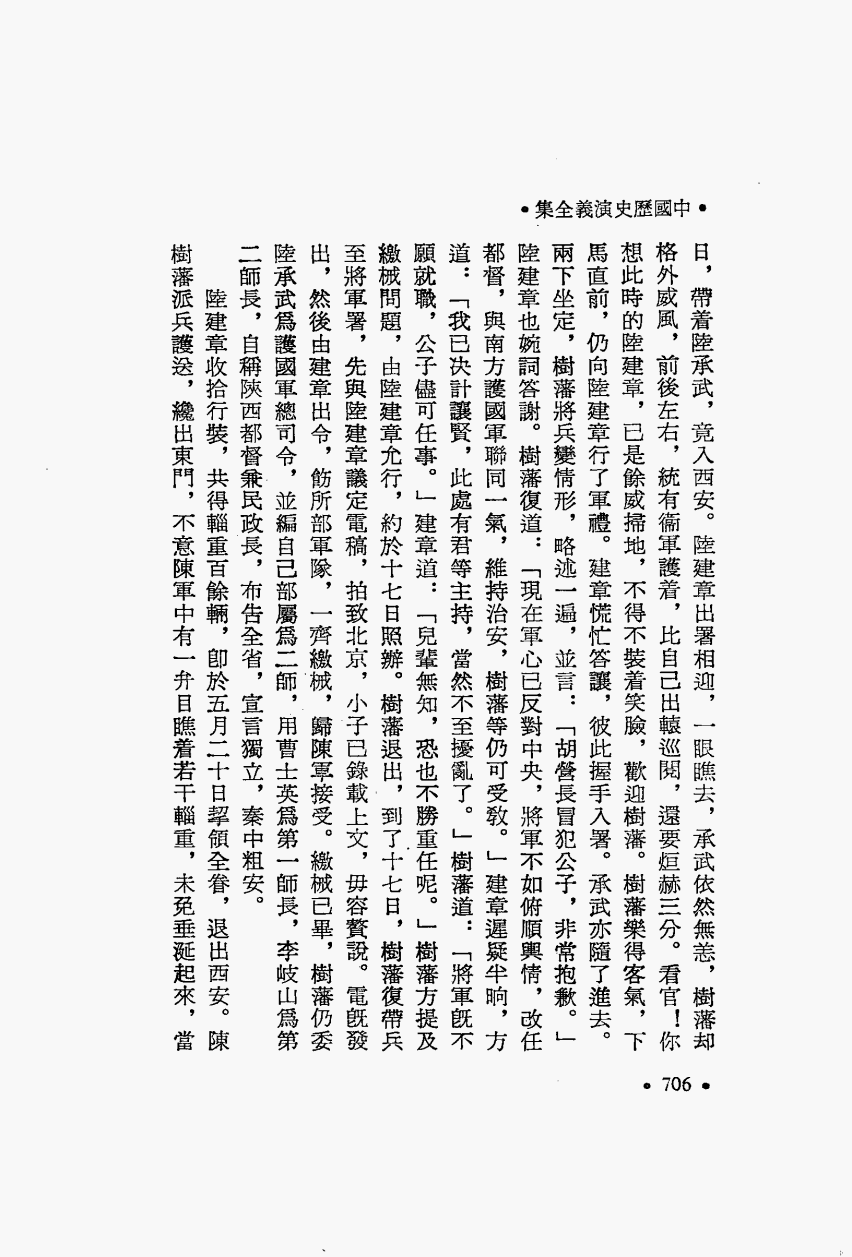 •中國歷史演義全集•
日，帶着陸承武，竟入西安。陸建章出署相迎，一眼瞧去，承武依然無恙，樹藩却
格外威風，前後左右，統有衞軍護着，比自己出轅巡閱，還要烜赫三分。看官！你
想此時的陸建章，已是餘威掃地，不得不裝着笑臉，歡迎樹藩。樹藩樂得客氣，下
馬直前，仍向陸建章行了軍禮。建章慌忙答讓，彼此握手入署。承武亦隨了進去。
兩下坐定，樹藩將兵變情形，略述一遍，並言：「胡營長冒犯公子，非常抱歉。」
陸建章也婉詞答謝。樹藩復道：「現在軍心已反對中央，將軍不如俯順輿情，改任
都督，與南方護國軍聯同一氣，維持治安，樹藩等仍可受敎。」建章遲疑半晌，方
道：「我已決計讓賢，此處有君等主持，當然不至擾亂了。」樹藩道：「將軍旣不
願就職，公子儘可任事。」建章道：「兒輩無知，恐也不勝重任呢。」樹藩方提及
繳械問題，由陸建章允行，約於十七日照辦。樹藩退出，到了十七日，樹藩復帶兵
至將軍署，先與陸建章議定電稿，拍致北京，小子已錄載上文，毋容贅說。電旣發
出，然後由建章出令，飭所部軍隊，一齊繳械，歸陳軍接受。繳械已畢，樹藩仍委
陸承武爲護國軍總司令，並編自己部屬爲二師，用曹士英爲第一師長，李岐山爲第
二師長，自稱陝西都督兼民政長，布告全省，宣言獨立，秦中粗安。
陸建章收拾行裝，共得輜重百餘輛，卽於五月二十日挈領全眷，退出西安。陳
樹藩派兵護送，纔出東門，不意陳軍中有一弁目瞧着若干輜重，未免垂涎起來，當
•706•